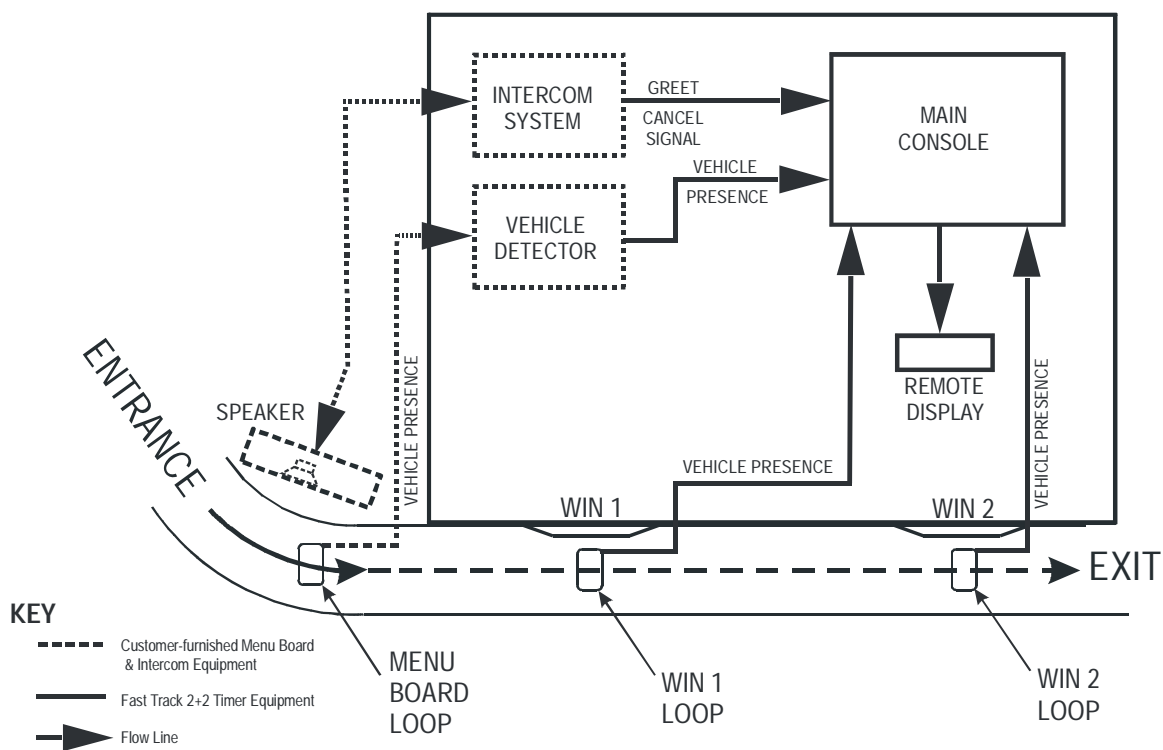 INTERCOM
SYSTEM
GREET
CANCEL
SIGNAL
MAIN
CONSOLE
VEHICLE
PRESENCE
VEHICLE
DETECTOR
ENTRANCE
SPEAKER
VEHICLE PRESENCE
REMOTE
DISPLAY
VEHICLE PRESENCE
VEHICLE PRESENCE
WIN 1
WIN 2
EXIT
KEY
Customer-furnished Menu Board
& Intercom Equipment
Fast Track 2+2 Timer Equipment
Flow Line
MENU
BOARD
LOOP
WIN 1
LOOP
WIN 2
LOOP